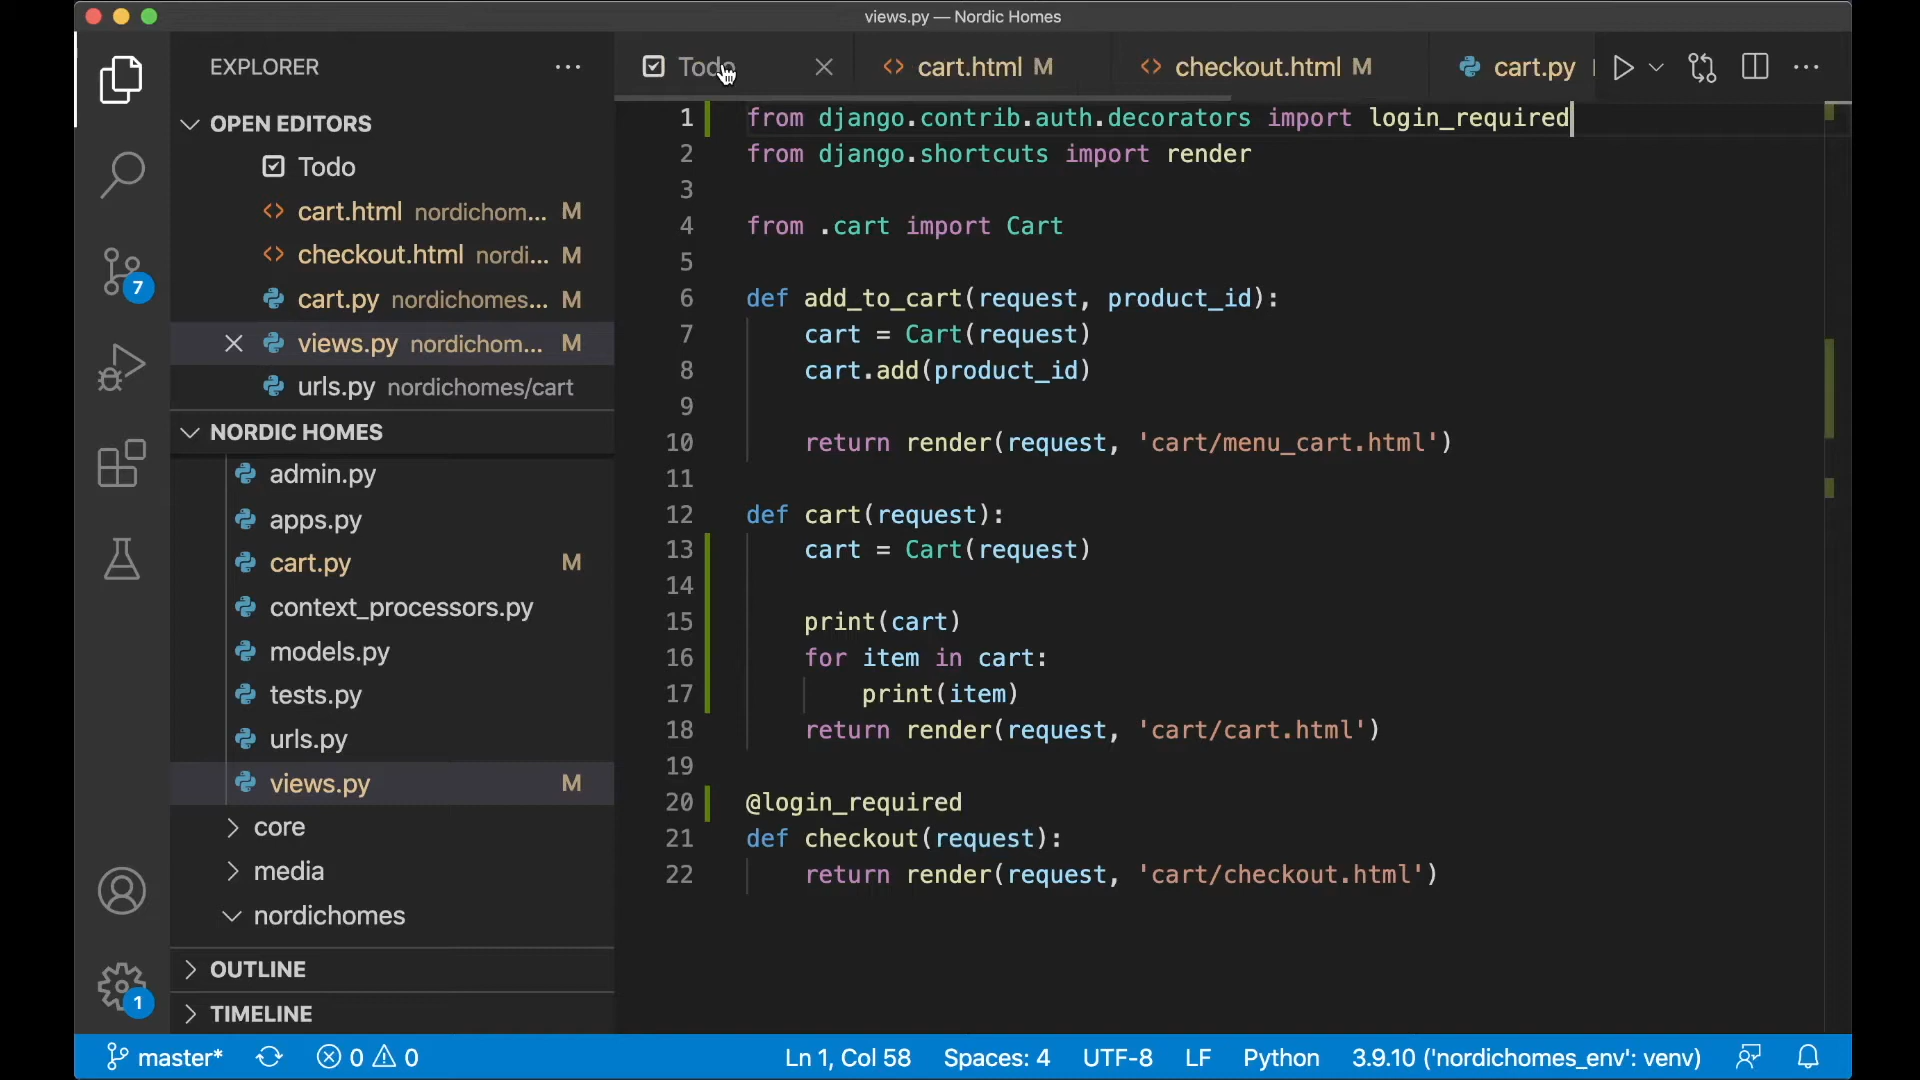 views.py — Nordic Homes
EXPLORER
OPEN EDITORS
Todo
cart.html nordichom... M
checkout.html nordi... M
cart.py nordichomes... M
views.py nordichom... M
urls.py nordichomes/cart
NORDIC HOMES
admin.py
apps.py
cart.py M
context_processors.py
models.py
tests.py
urls.py
views.py M
core
media
nordichomes
OUTLINE
TIMELINE
7
1
Todo cart.html M checkout.html M cart.py
1 from django.contrib.auth.decorators import login_required
2 from django.shortcuts import render
3
4 from .cart import Cart
5
6 def add_to_cart(request, product_id):
7 cart = Cart(request)
8 cart.add(product_id)
9
10 return render(request, 'cart/menu_cart.html')
11
12 def cart(request):
13 cart = Cart(request)
14
15 print(cart)
16 for item in cart:
17 print(item)
18 return render(request, 'cart/cart.html')
19
20 @login_required
21 def checkout(request):
22 return render(request, 'cart/checkout.html')
master* 0 0 Ln 1, Col 58 Spaces: 4 UTF-8 LF Python 3.9.10 ('nordichomes_env': venv)